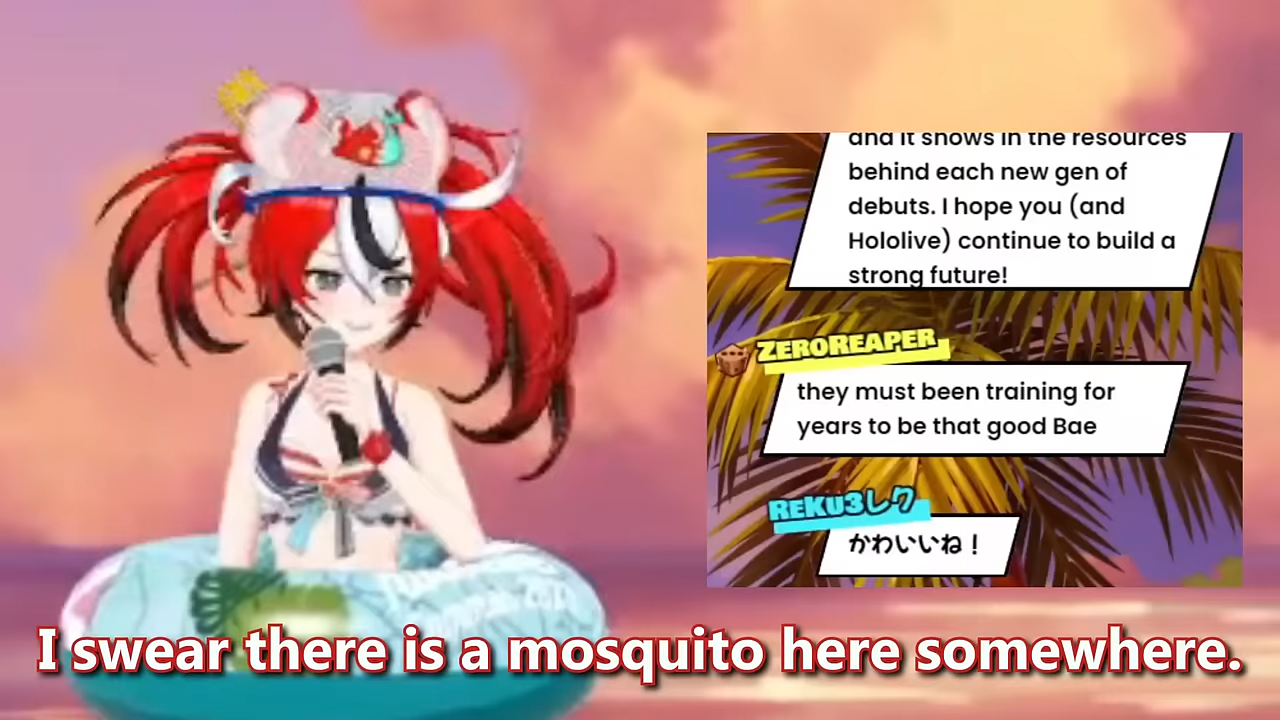 and it shows in the resources
behind each new gen of
debuts. I hope you (and
Hololive) continue to build a
strong future!
ZEROREAPER
they must been training for
years to be that good Bae
REKU3レク
かわいいね！
I swear there is a mosquito here somewhere.